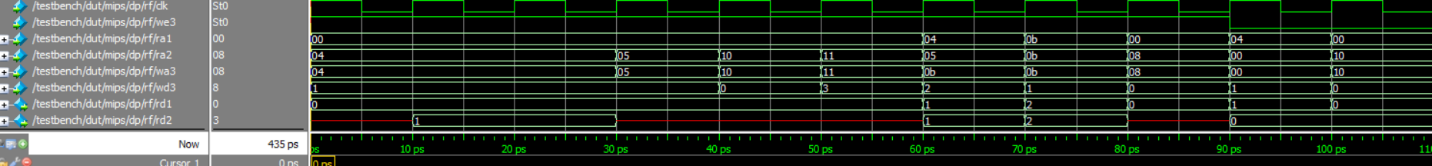 /testbench/dut/mips/dp/rf/clk St0
/testbench/dut/mips/dp/rf/we3 St0
/testbench/dut/mips/dp/rf/ra1 00 00 04 0b 00 04 00
/testbench/dut/mips/dp/rf/ra2 08 04 05 10 11 05 0b 08 00 10
/testbench/dut/mips/dp/rf/wa3 08 04 05 10 11 0b 0b 08 00 10
/testbench/dut/mips/dp/rf/wd3 8 1 0 3 2 1 0 1 0
/testbench/dut/mips/dp/rf/rd1 0 0 1 2 0 1 0
/testbench/dut/mips/dp/rf/rd2 3 1 1 2 0
Now 435 ps ps 10 ps 20 ps 30 ps 40 ps 50 ps 60 ps 70 ps 80 ps 90 ps 100 ps 110
Cursor 1 0 ps 0 ps